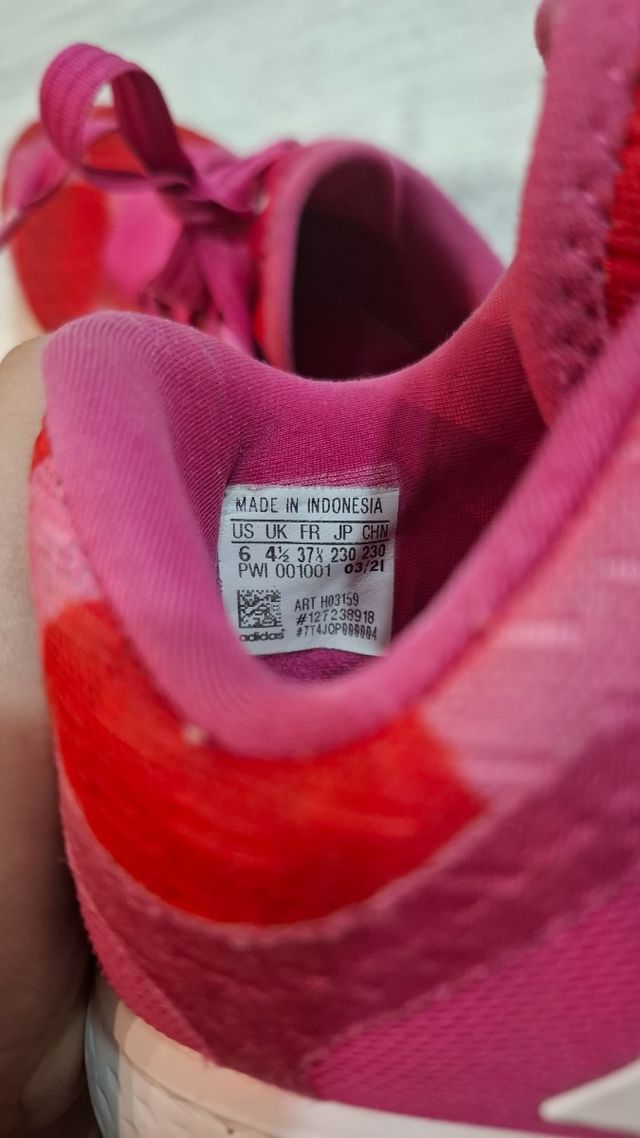 MADE IN INDONESIA
US UK FR JP CHN
6 4½ 37⅓ 230 230
PWI 001001 03/21
ART H03159
#127238918
adidas